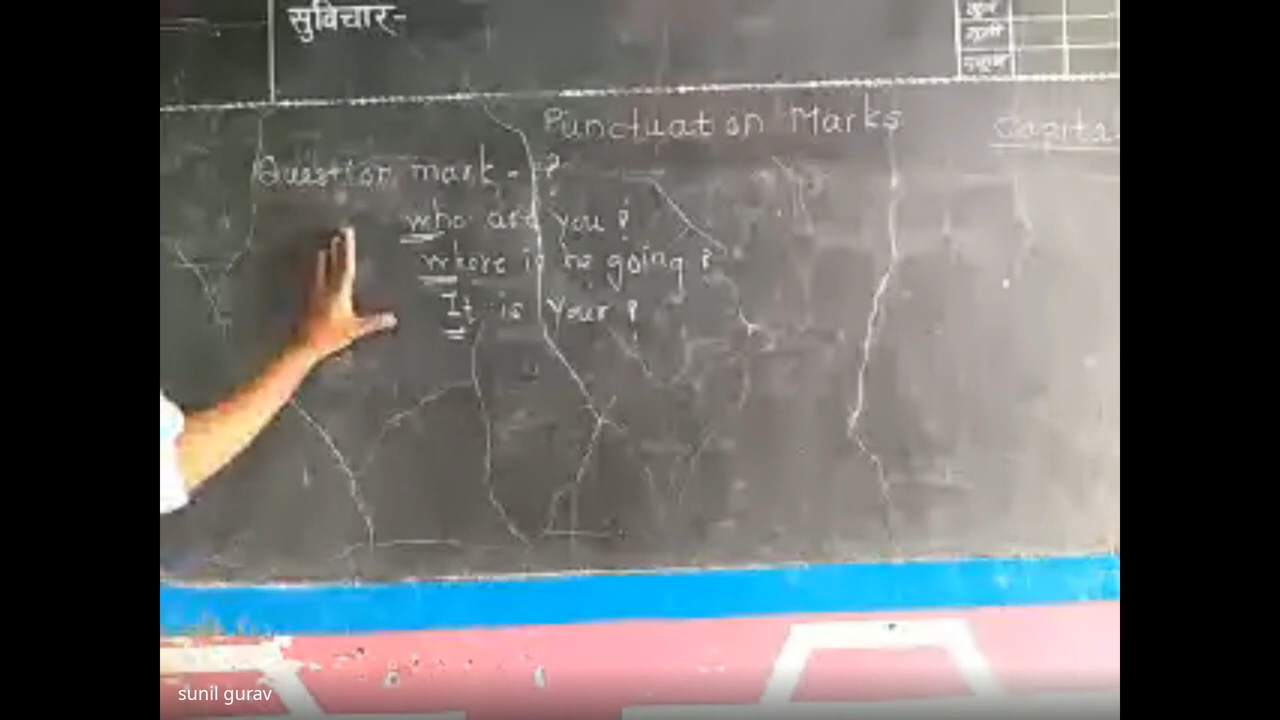 सुविचार-
Punctuation Marks
Question mark - ?
who are you ?
where is he going ?
It is your ?
sunil gurav